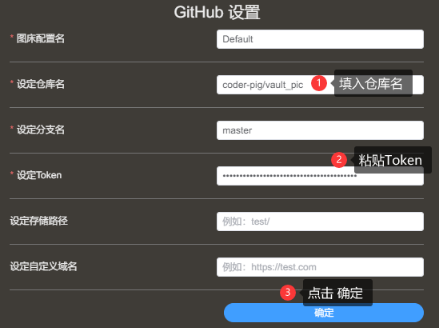 GitHub 设置
* 图床配置名 Default
* 设定仓库名 coder-pig/vault_pic 1 填入仓库名
* 设定分支名 master
2 粘贴Token
* 设定Token ••••••••••••••••••••••••••••••••••••••••
设定存储路径 例如：test/
设定自定义域名 例如：https://test.com
3 点击 确定
确定